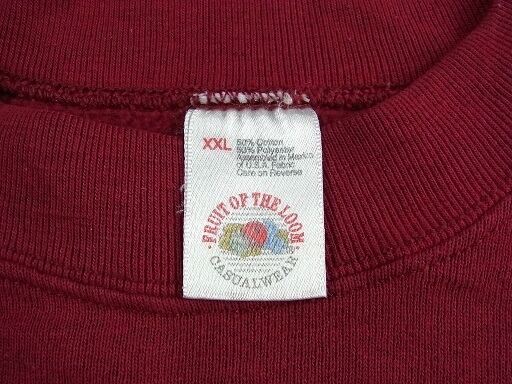 XXL
50% Cotton
50% Polyester
Assembled in Mexico
of U.S.A. Fabric
Care on Reverse
FRUIT OF THE LOOM
CASUALWEAR